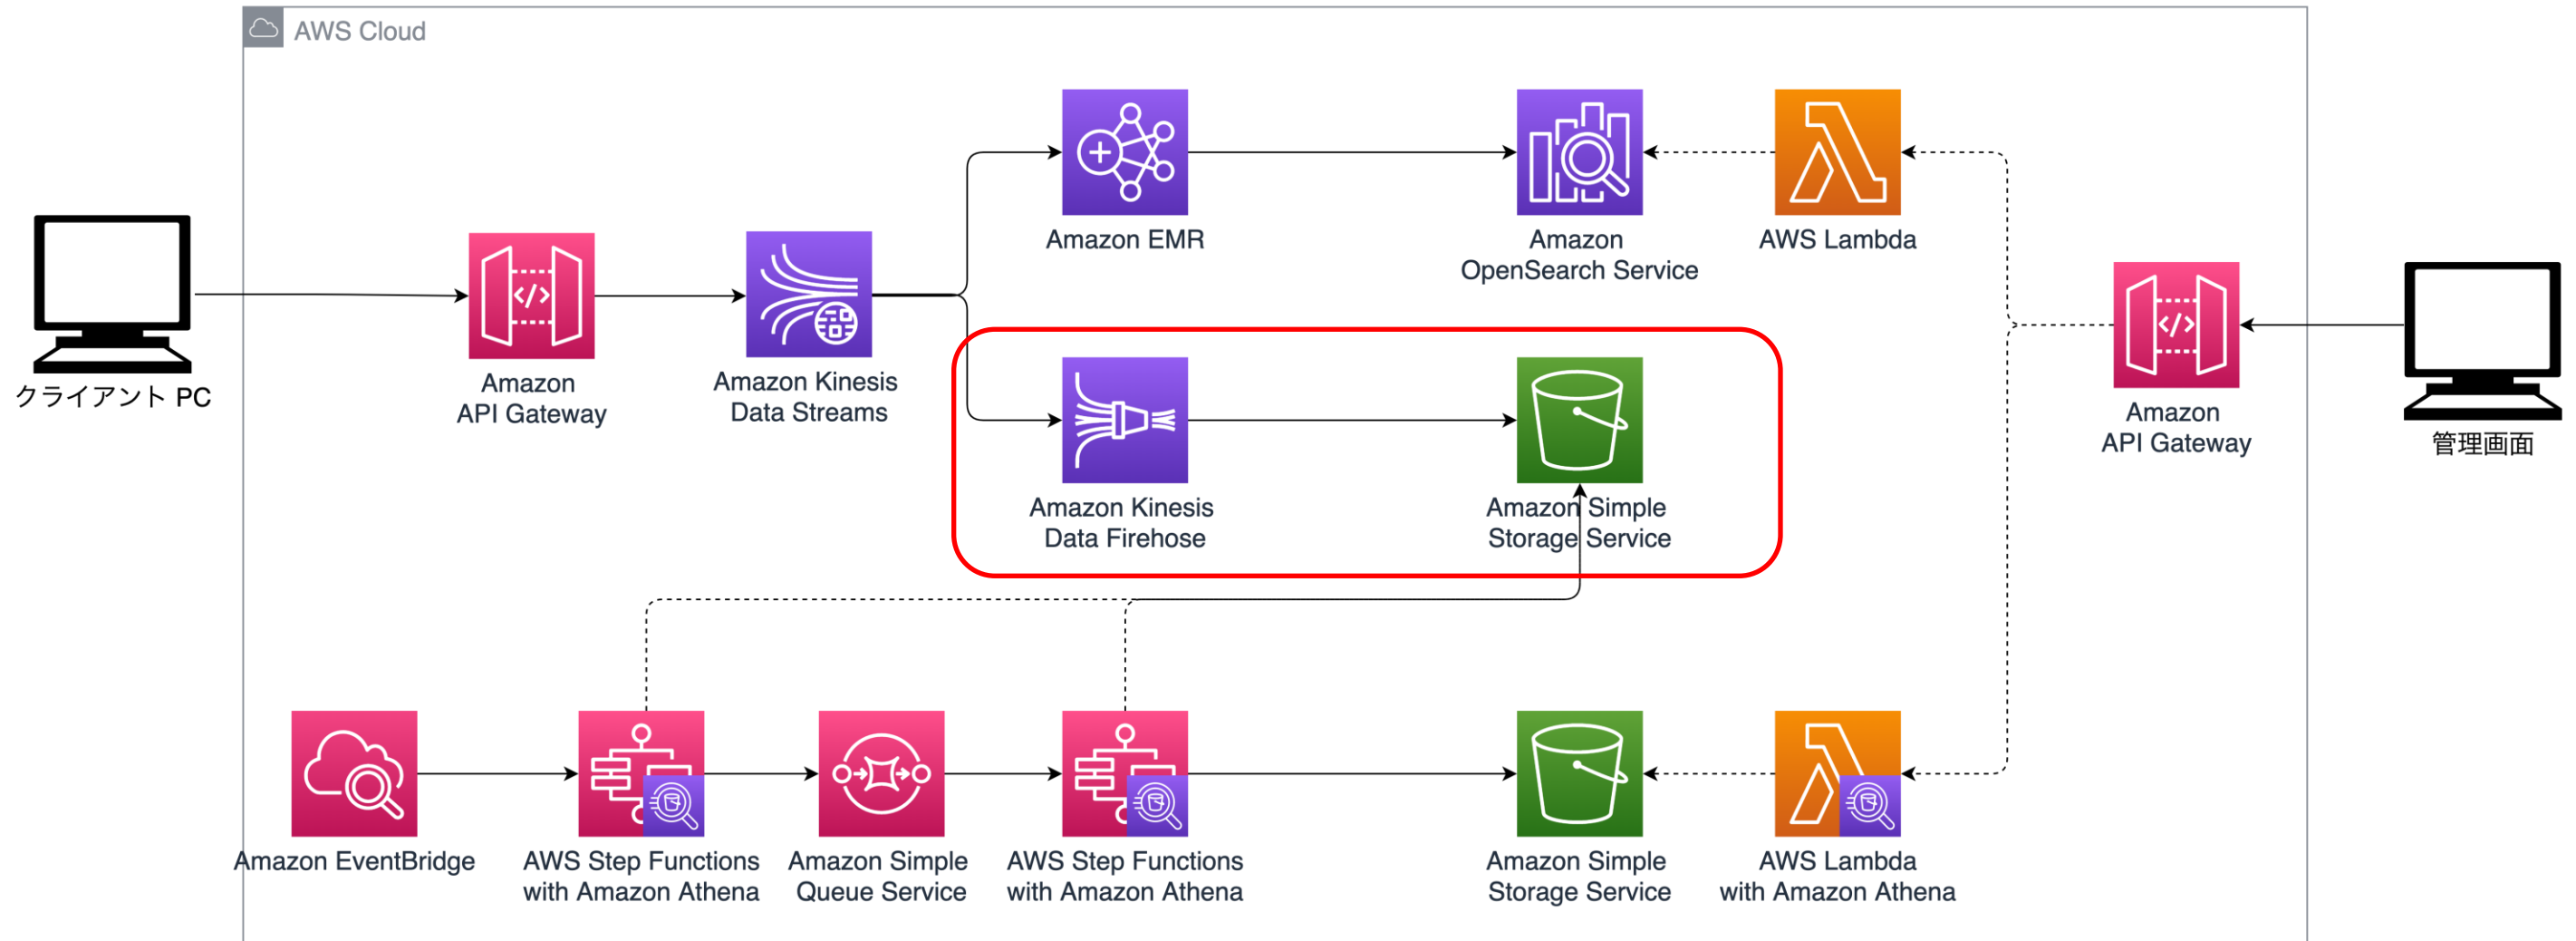 AWS Cloud
Amazon EMR
Amazon
OpenSearch Service
AWS Lambda
クライアント PC
Amazon
API Gateway
Amazon Kinesis
Data Streams
Amazon Kinesis
Data Firehose
Amazon Simple
Storage Service
Amazon
API Gateway
管理画面
Amazon EventBridge
AWS Step Functions
with Amazon Athena
Amazon Simple
Queue Service
AWS Step Functions
with Amazon Athena
Amazon Simple
Storage Service
AWS Lambda
with Amazon Athena